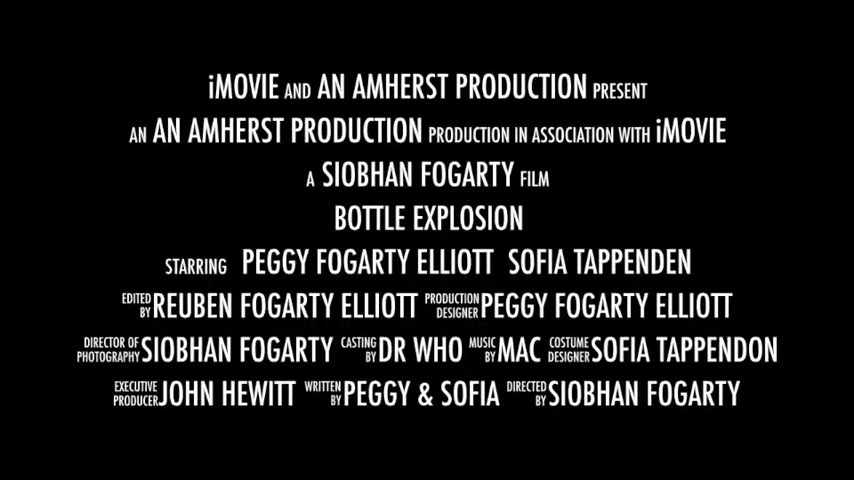 iMOVIE AND AN AMHERST PRODUCTION PRESENT
AN AN AMHERST PRODUCTION PRODUCTION IN ASSOCIATION WITH iMOVIE
A SIOBHAN FOGARTY FILM
BOTTLE EXPLOSION
STARRING PEGGY FOGARTY ELLIOTT SOFIA TAPPENDEN
EDITED BY REUBEN FOGARTY ELLIOTT PRODUCTION DESIGNER PEGGY FOGARTY ELLIOTT
DIRECTOR OF PHOTOGRAPHY SIOBHAN FOGARTY CASTING BY DR WHO MUSIC BY MAC COSTUME DESIGNER SOFIA TAPPENDON
EXECUTIVE PRODUCER JOHN HEWITT WRITTEN BY PEGGY & SOFIA DIRECTED BY SIOBHAN FOGARTY